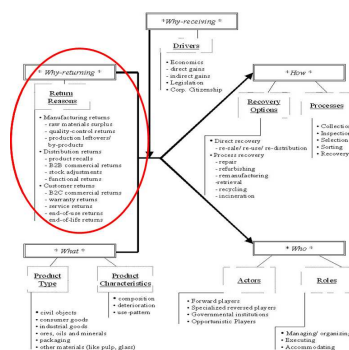 * Why-receiving *
Drivers
• Economics
- direct gains
- indirect gains
• Legislation
• Corp. Citizenship
* Why-returning *
Return
Reasons
• Manufacturing returns
- raw materials surplus
- quality-control returns
- production leftovers/
by-products
• Distribution returns
- product recalls
- B2B commercial returns
- stock adjustments
- functional returns
• Customer returns
- B2C commercial returns
- warranty returns
- service returns
- end-of-use returns
end-of-life returns
* How *
Recovery
Options
• Direct recovery
- re-sale/ re-use/ re-distribution
• Process recovery
- repair
- refurbishing
- remanufacturing
-retrieval
- recycling
- incineration
Processes
• Collection
• Inspection
• Selection
• Sorting
• Recovery
* What *
Product
Type
• civil objects
• consumer goods
• industrial goods
• ores, oils and minerals
• packaging
• other materials (like pulp, glass)
Product
Characteristics
• composition
• deterioration
• use-pattern
* Who *
Actors
• Forward players
• Specialized reversed players
• Governmental institutions
• Opportunistic Players
Roles
• Managing/ organizing
• Executing
• Accommodating